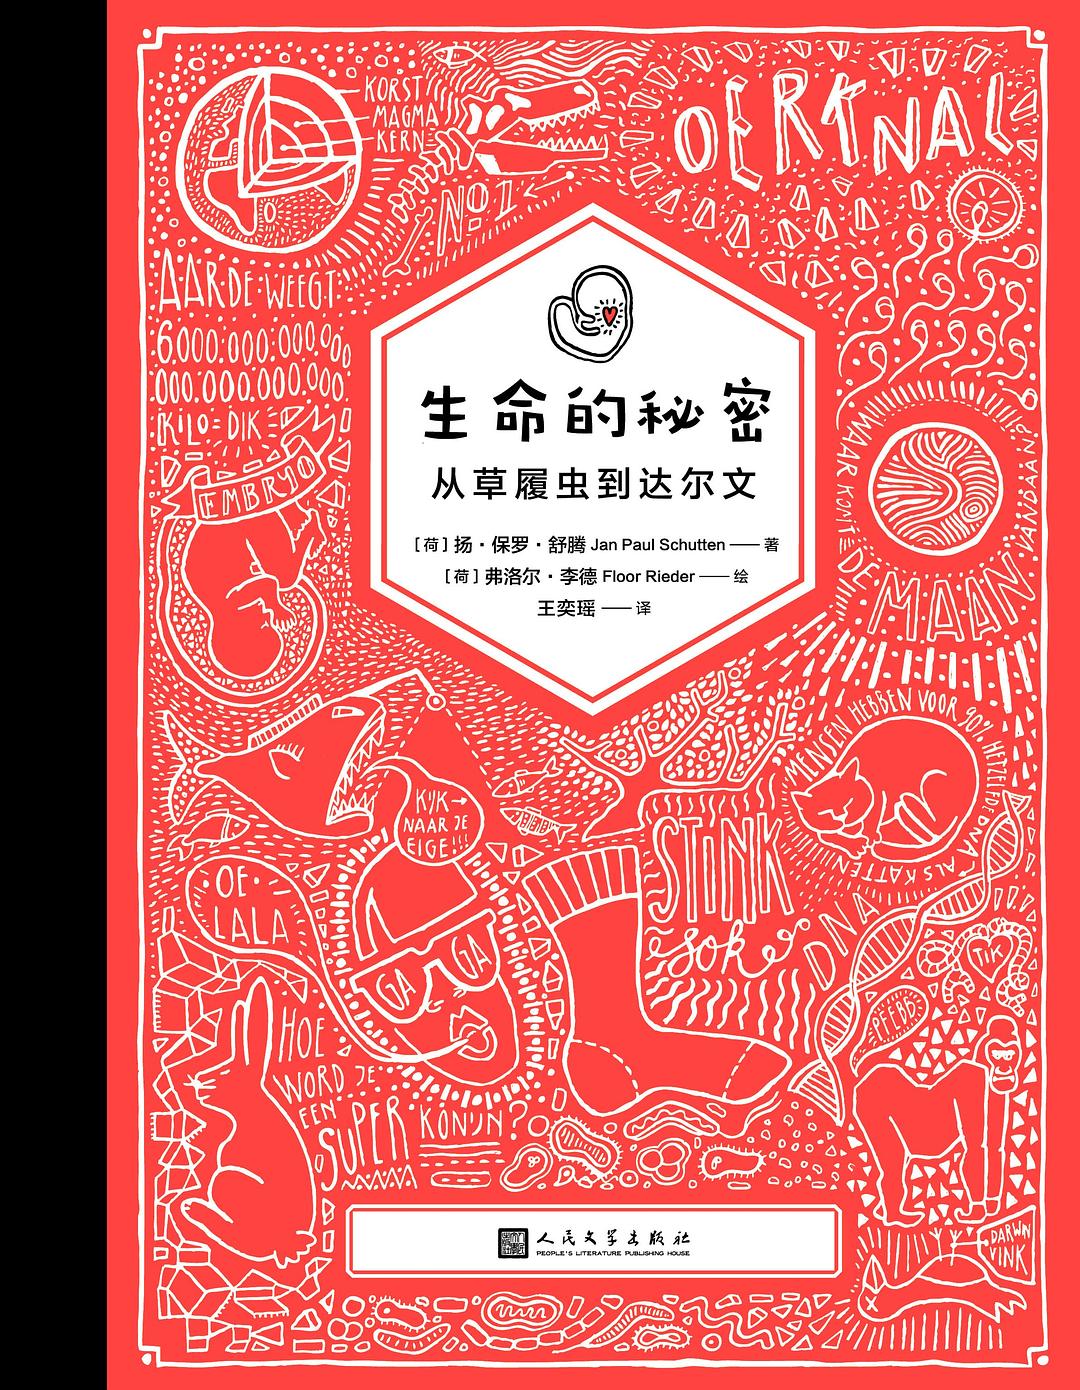 KORST
MAGMA
KERN
OERKNAL
Nº1
AARDE WEEGT
6.000.000.000.000
000.000.000.000
KILO DIK
EMBRYO
生命的秘密
从草履虫到达尔文
[荷] 扬·保罗·舒腾 Jan Paul Schutten —— 著
[荷] 弗洛尔·李德 Floor Rieder —— 绘
王奕瑶 —— 译
WAAR KOMT DE MAAN VANDAAN?
MENSEN HEBBEN VOOR 90% HETZELFDE DNA ALS KATTEN
KIJK →
NAAR JE
EIGE!!!
OE
LALA
GA GA
STINK
sok
DNA
TIK
PFFBB
HOE
WORD JE
EEN
SUPER KONIJN?
DARWIN
VINK
人民文学出版社
PEOPLE'S LITERATURE PUBLISHING HOUSE